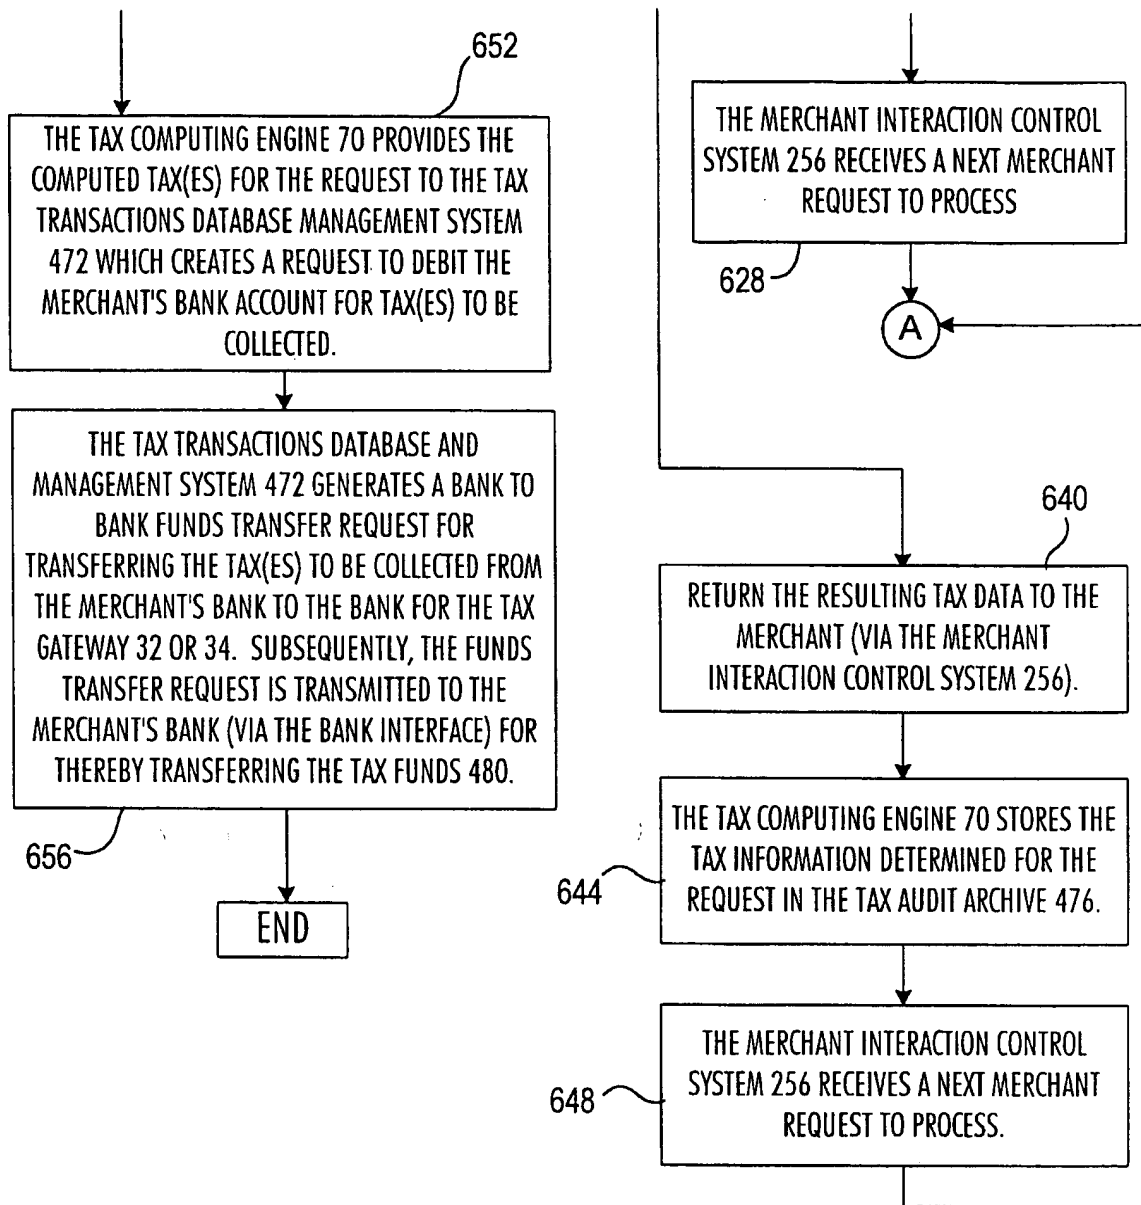 652
THE TAX COMPUTING ENGINE 70 PROVIDES THE
COMPUTED TAX(ES) FOR THE REQUEST TO THE TAX
TRANSACTIONS DATABASE MANAGEMENT SYSTEM
472 WHICH CREATES A REQUEST TO DEBIT THE
MERCHANT'S BANK ACCOUNT FOR TAX(ES) TO BE
COLLECTED.
THE TAX TRANSACTIONS DATABASE AND
MANAGEMENT SYSTEM 472 GENERATES A BANK TO
BANK FUNDS TRANSFER REQUEST FOR
TRANSFERRING THE TAX(ES) TO BE COLLECTED FROM
THE MERCHANT'S BANK TO THE BANK FOR THE TAX
GATEWAY 32 OR 34. SUBSEQUENTLY, THE FUNDS
TRANSFER REQUEST IS TRANSMITTED TO THE
MERCHANT'S BANK (VIA THE BANK INTERFACE) FOR
THEREBY TRANSFERRING THE TAX FUNDS 480.
656
END
THE MERCHANT INTERACTION CONTROL
SYSTEM 256 RECEIVES A NEXT MERCHANT
REQUEST TO PROCESS
628
A
640
RETURN THE RESULTING TAX DATA TO THE
MERCHANT (VIA THE MERCHANT
INTERACTION CONTROL SYSTEM 256).
THE TAX COMPUTING ENGINE 70 STORES THE
TAX INFORMATION DETERMINED FOR THE
REQUEST IN THE TAX AUDIT ARCHIVE 476.
644
THE MERCHANT INTERACTION CONTROL
SYSTEM 256 RECEIVES A NEXT MERCHANT
REQUEST TO PROCESS.
648